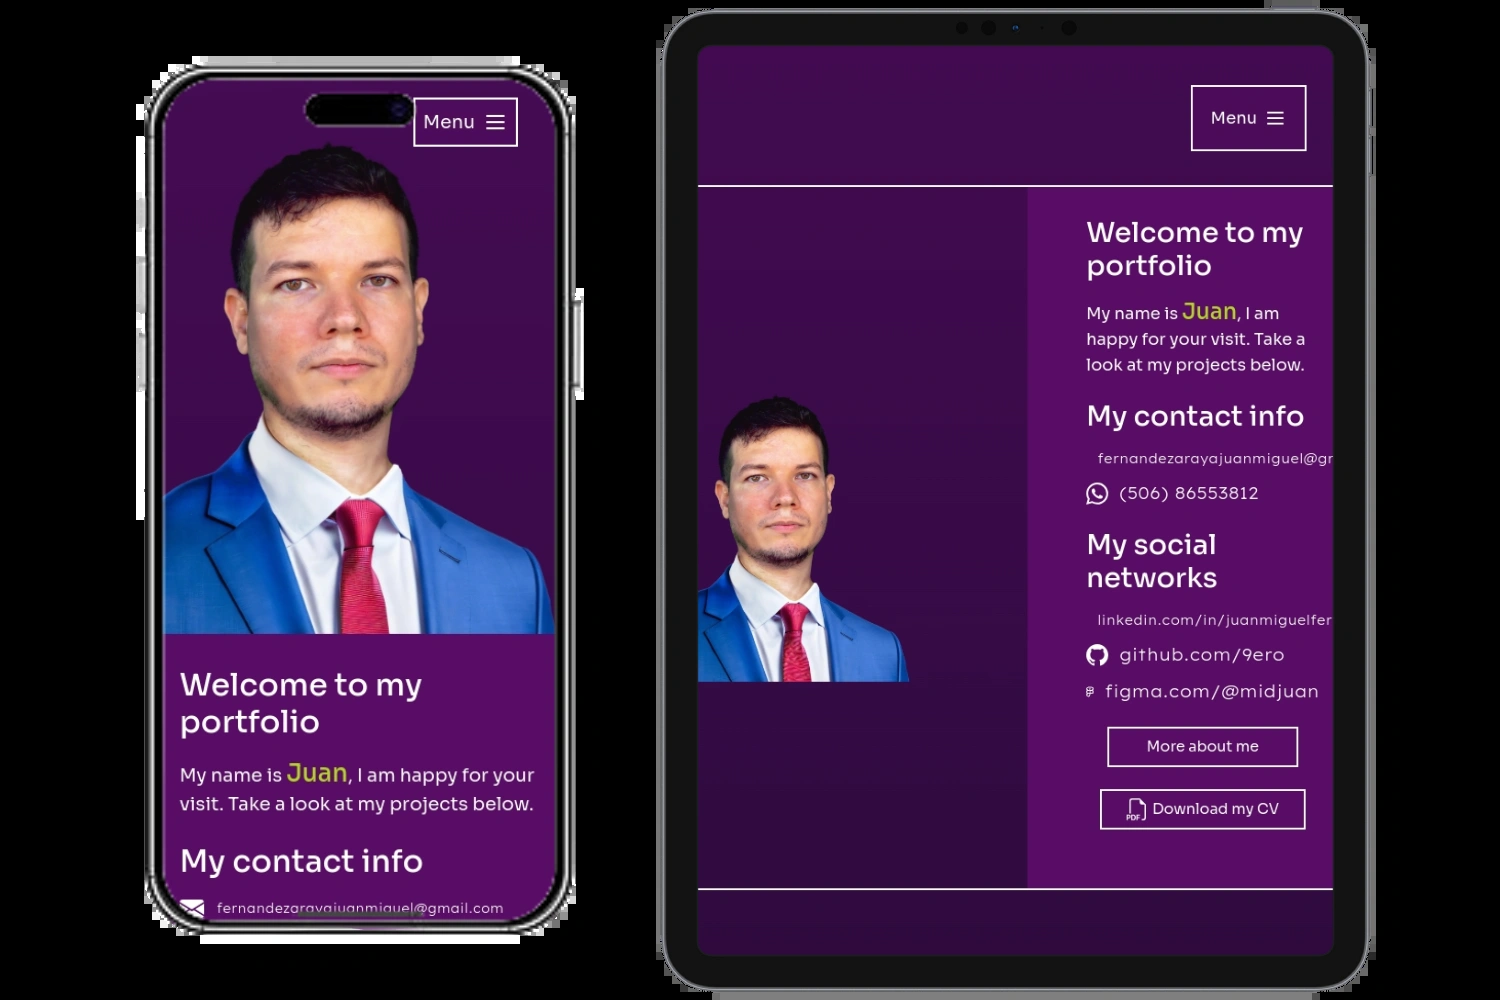 Menu
Welcome to my
portfolio
My name is Juan, I am happy for your
visit. Take a look at my projects below.
My contact info
fernandezarayajuanmiguel@gmail.com
Menu
Welcome to my
portfolio
My name is Juan, I am
happy for your visit. Take a
look at my projects below.
My contact info
fernandezarayajuanmiguel@gr
(506) 86553812
My social
networks
linkedin.com/in/juanmiguelfer
github.com/9ero
figma.com/@midjuan
More about me
PDF Download my CV